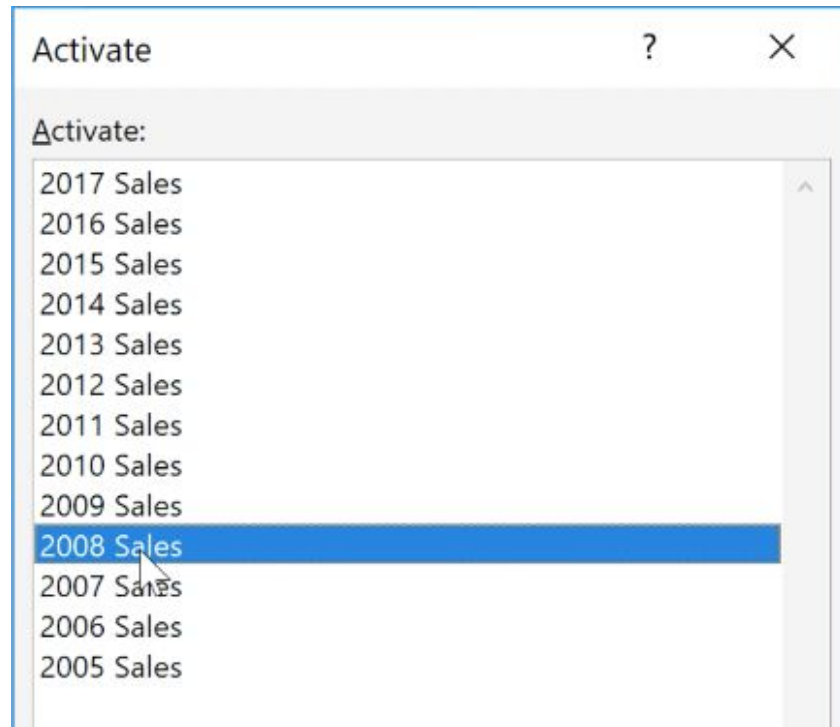 Activate ?
Activate:
2017 Sales
2016 Sales
2015 Sales
2014 Sales
2013 Sales
2012 Sales
2011 Sales
2010 Sales
2009 Sales
2008 Sales
2007 Sales
2006 Sales
2005 Sales